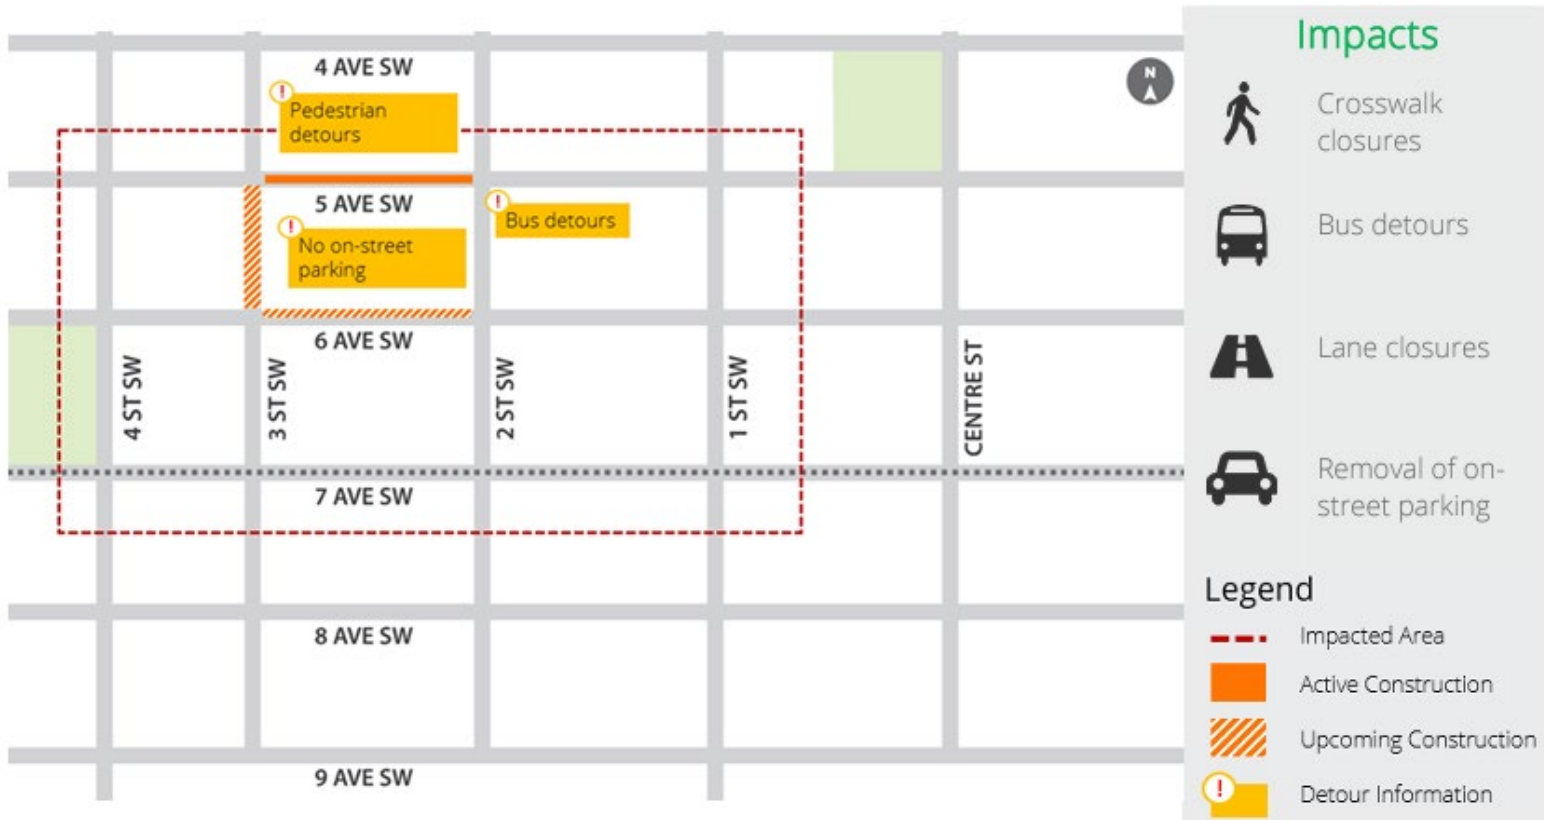 4 AVE SW
Pedestrian
detours
5 AVE SW
No on-street
parking
Bus detours
6 AVE SW
4 ST SW
3 ST SW
2 ST SW
1 ST SW
CENTRE ST
7 AVE SW
8 AVE SW
9 AVE SW
N
Impacts
Crosswalk
closures
Bus detours
Lane closures
Removal of on-
street parking
Legend
Impacted Area
Active Construction
Upcoming Construction
Detour Information